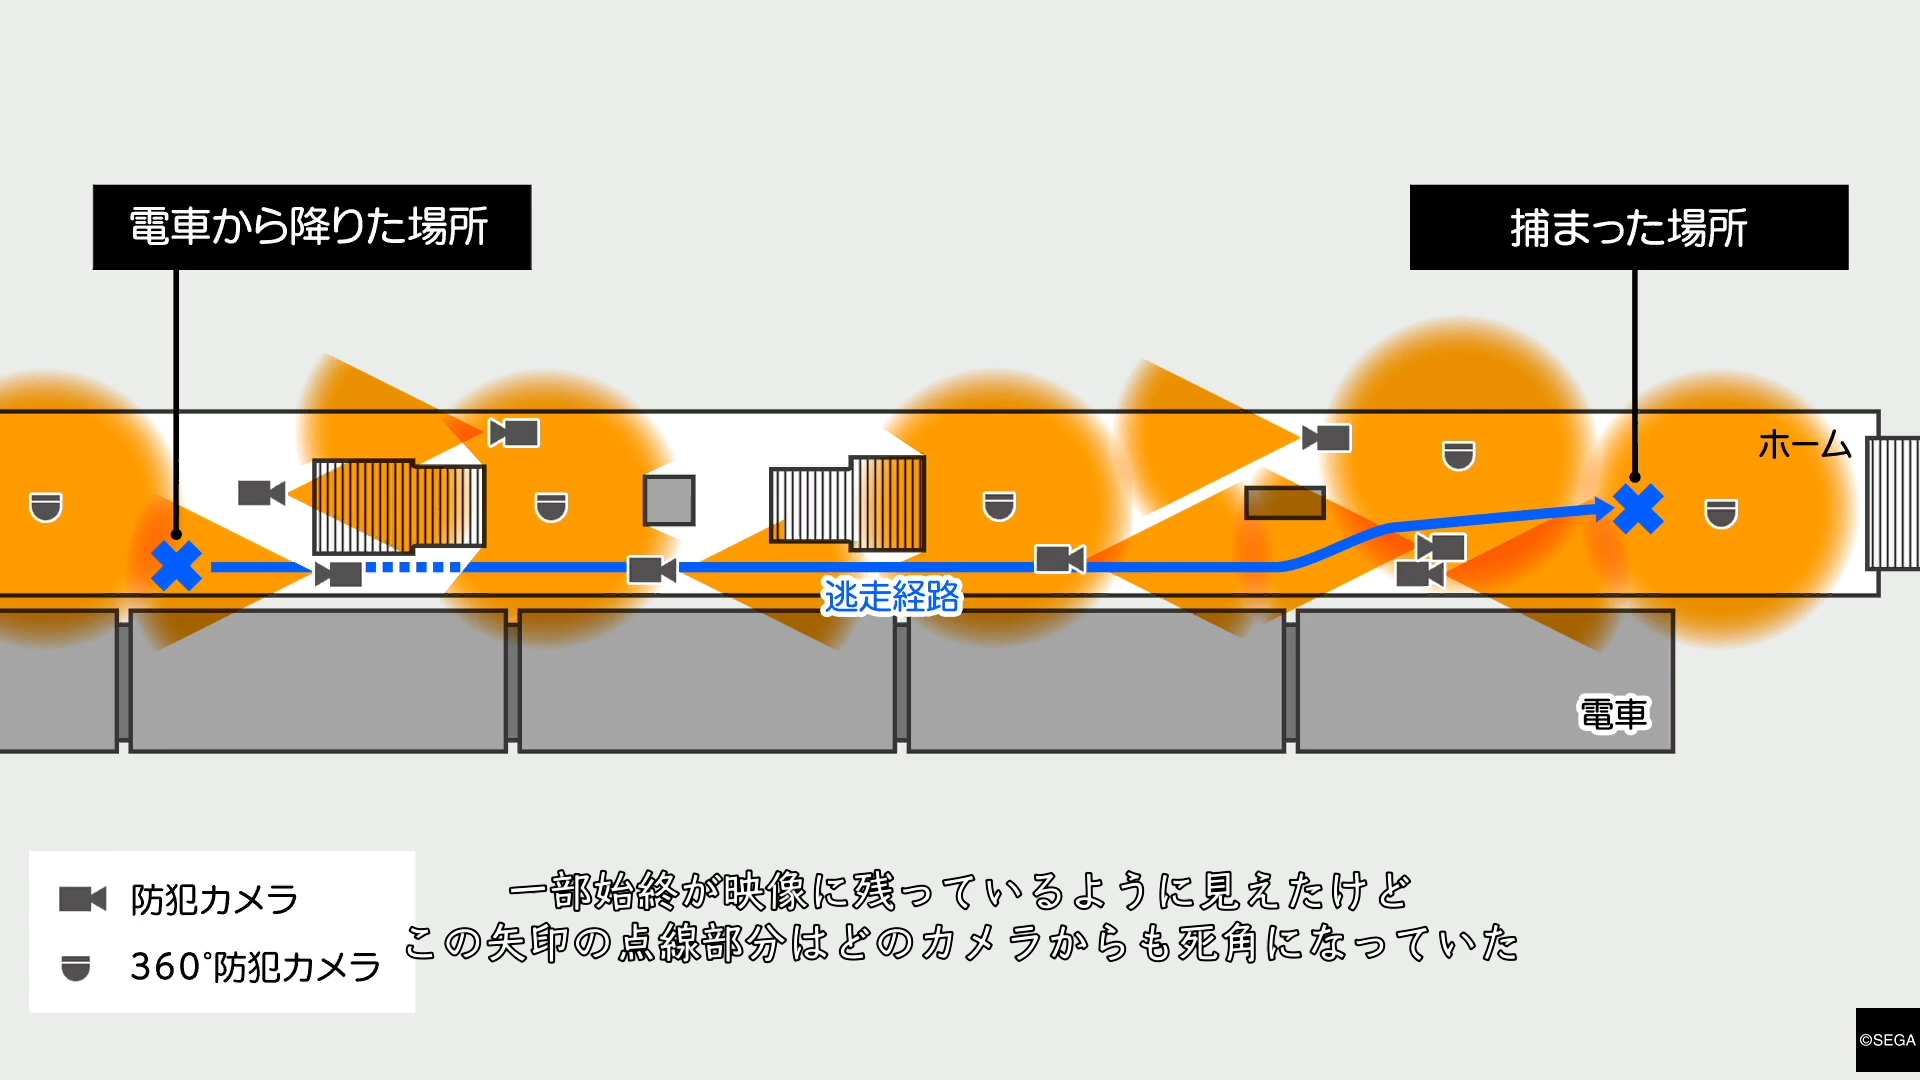 電車から降りた場所
捕まった場所
ホーム
逃走経路
電車
防犯カメラ
360°防犯カメラ
一部始終が映像に残っているように見えたけど
この矢印の点線部分はどのカメラからも死角になっていた
©SEGA